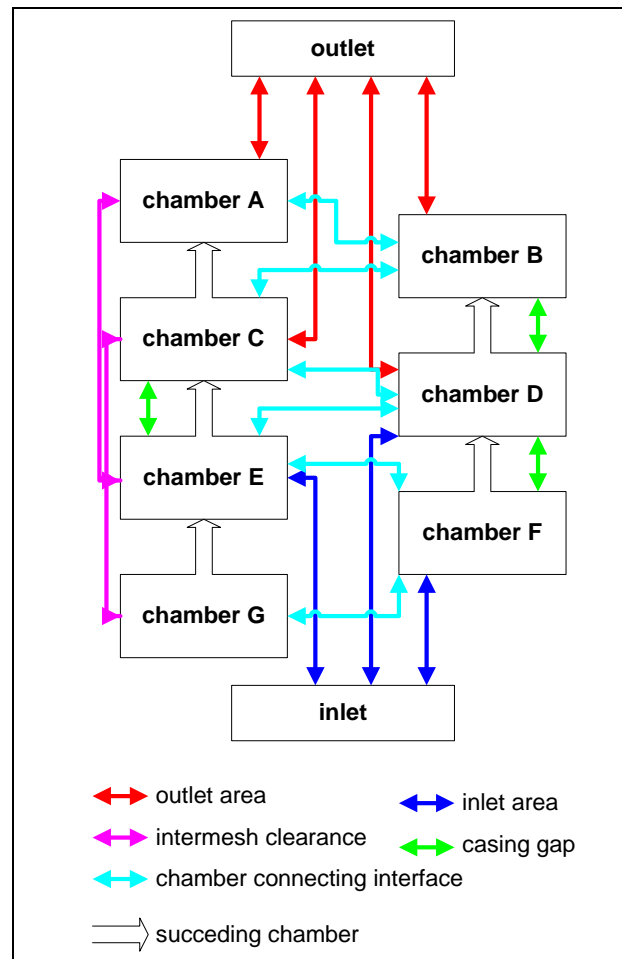 outlet
chamber A
chamber B
chamber C
chamber D
chamber E
chamber F
chamber G
inlet
outlet area
inlet area
intermesh clearance
casing gap
chamber connecting interface
succeding chamber